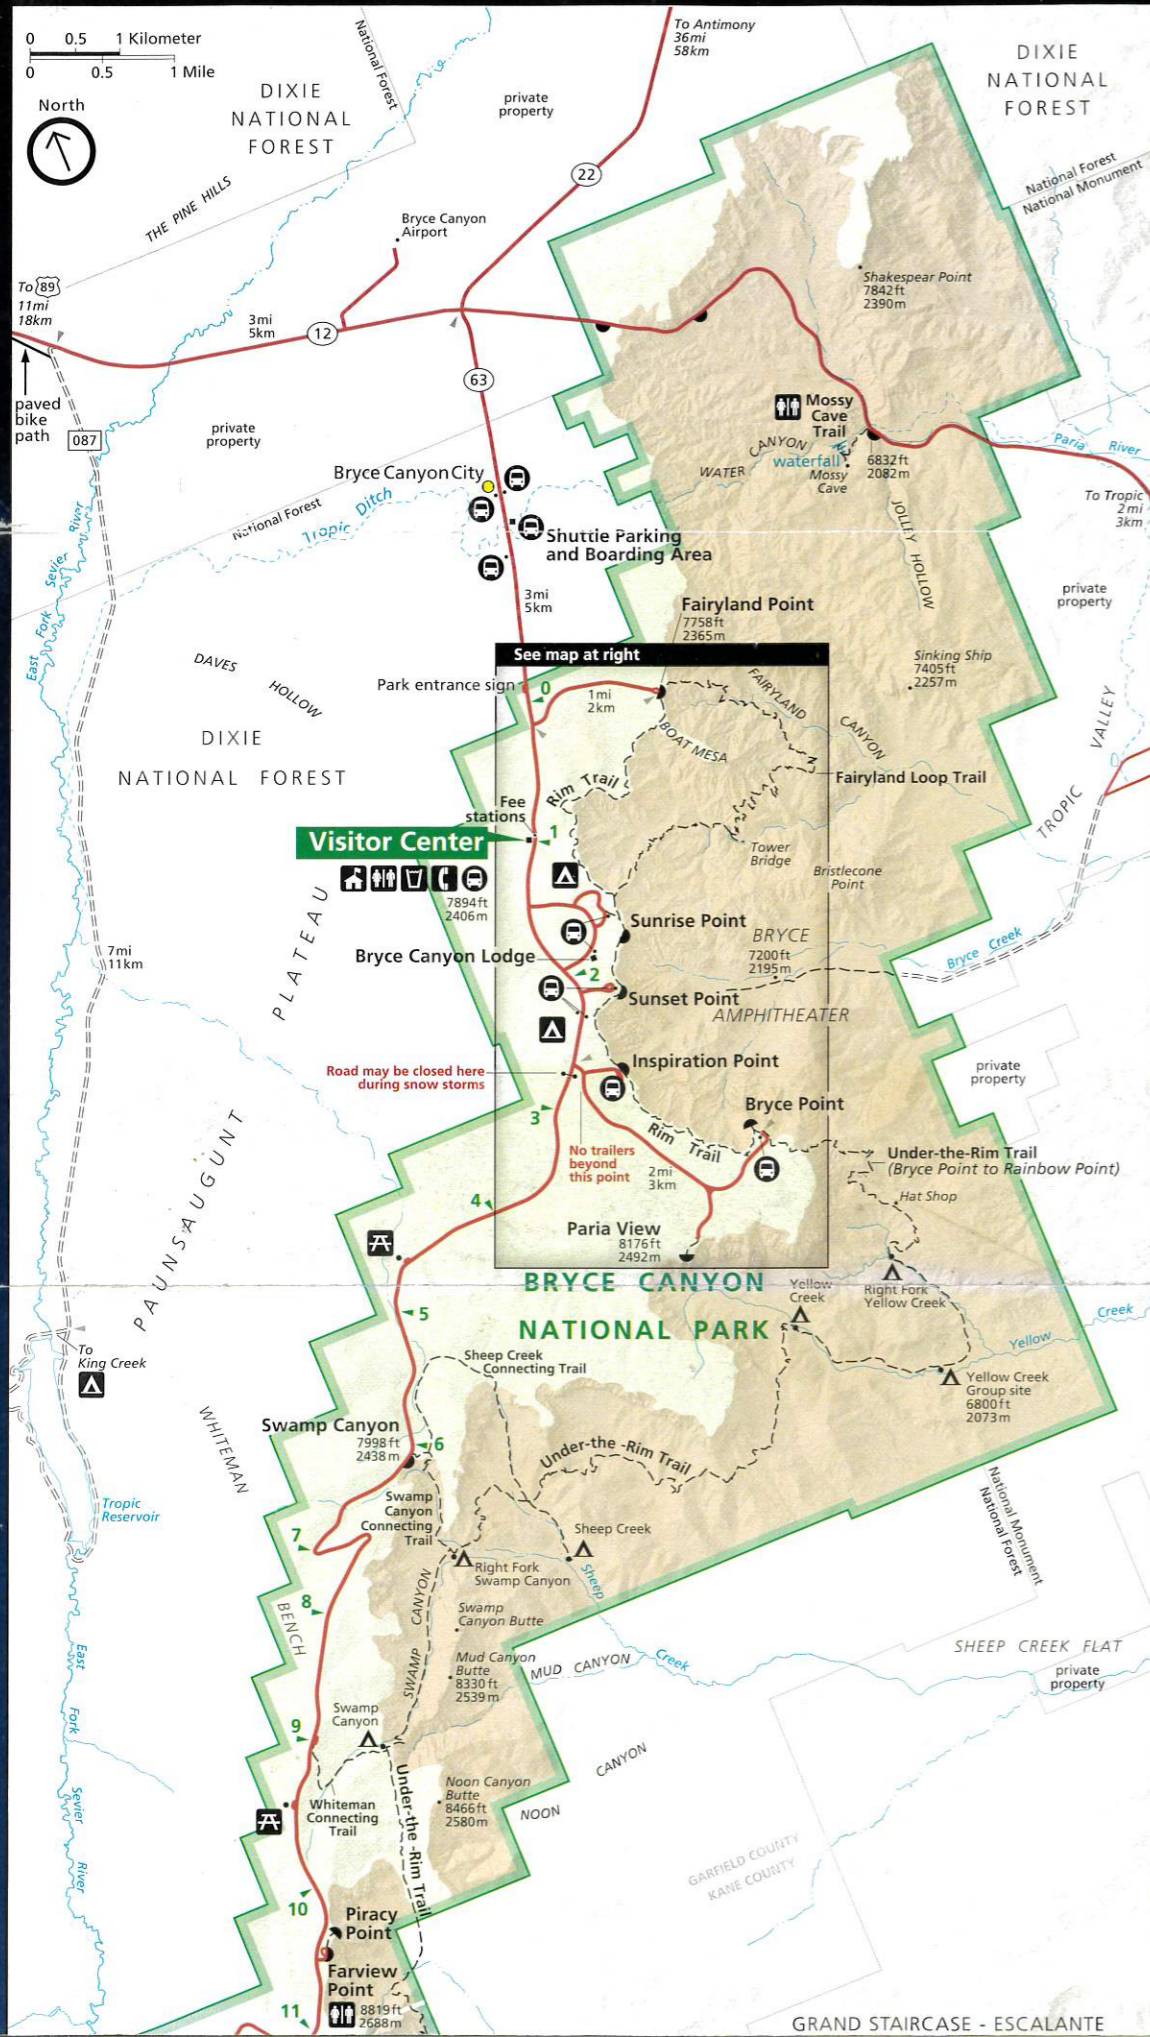 0 0.5 1 Kilometer
0 0.5 1 Mile
North
DIXIE
NATIONAL
FOREST
National Forest
private
property
To Antimony
36mi
58km
DIXIE
NATIONAL
FOREST
National Forest
National Monument
22
THE PINE HILLS
Bryce Canyon
Airport
To 89
11mi
18km
3mi
5km
12
Shakespear Point
7842ft
2390m
63
paved
bike
path
087
private
property
Mossy
Cave
Trail
WATER CANYON
waterfall
Mossy
Cave
6832ft
2082m
Paria River
To Tropic
2mi
3km
Bryce Canyon City
National Forest
Tropic Ditch
Shuttle Parking
and Boarding Area
JOLLEY HOLLOW
East Fork Sevier River
3mi
5km
private
property
Fairyland Point
7758ft
2365m
See map at right
DAVES HOLLOW
Park entrance sign
0
1mi
2km
FAIRYLAND CANYON
Sinking Ship
7405ft
2257m
DIXIE
NATIONAL FOREST
BOAT MESA
TROPIC VALLEY
Rim Trail
Fairyland Loop Trail
Fee
stations
1
Visitor Center
7894ft
2406m
Tower
Bridge
Bristlecone
Point
Sunrise Point
BRYCE
7200ft
2195m
AMPHITHEATER
Bryce Creek
Bryce Canyon Lodge
2
Sunset Point
7mi
11km
PAUNSAUGUNT PLATEAU
Inspiration Point
private
property
Road may be closed here
during snow storms
3
Bryce Point
Rim Trail
No trailers
beyond
this point
2mi
3km
Under-the-Rim Trail
(Bryce Point to Rainbow Point)
Hat Shop
4
Paria View
8176ft
2492m
BRYCE CANYON
NATIONAL PARK
Yellow
Creek
Right Fork
Yellow Creek
Yellow Creek
5
To
King Creek
Sheep Creek
Connecting Trail
Yellow Creek
Group site
6800ft
2073m
WHITEMAN BENCH
Swamp Canyon
7998ft
2438m
6
Under-the-Rim Trail
National Monument
National Forest
Tropic
Reservoir
Swamp
Canyon
Connecting
Trail
7
Sheep Creek
Right Fork
Swamp Canyon
Sheep Creek
8
SWAMP CANYON
Swamp
Canyon Butte
Mud Canyon
Butte
8330ft
2539m
MUD CANYON
SHEEP CREEK FLAT
private
property
East Fork Sevier River
9
Swamp
Canyon
Noon Canyon
Butte
8466ft
2580m
NOON CANYON
Whiteman
Connecting
Trail
Under-the-Rim Trail
GARFIELD COUNTY
KANE COUNTY
10
Piracy
Point
Farview
Point
8819ft
2688m
11
GRAND STAIRCASE - ESCALANTE